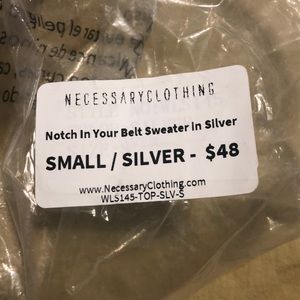 NECESSARYCLOTHING
Notch In Your Belt Sweater in Silver
SMALL / SILVER - $48
www.NecessaryClothing.com
WLS145-TOP-SLV-S